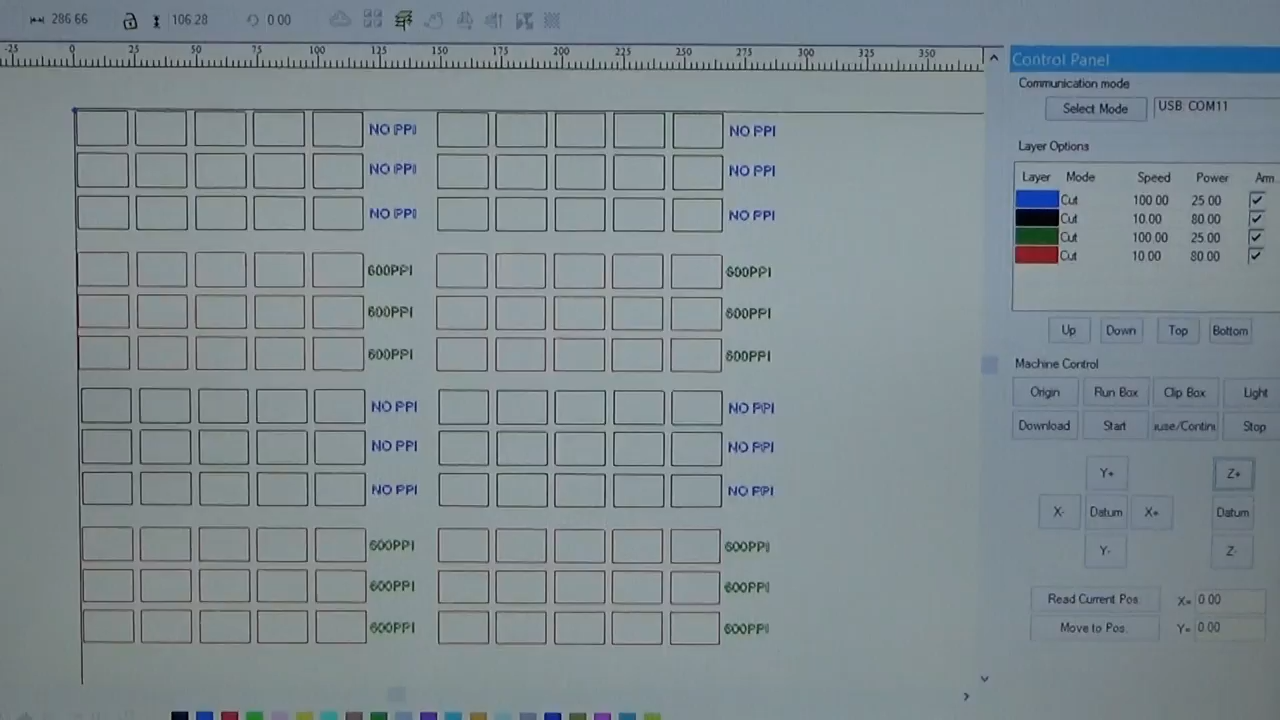 286.66 106.28 0.00
-25 0 25 50 75 100 125 150 175 200 225 250 275 300 325 350
NO PPI NO PPI
NO PPI NO PPI
NO PPI NO PPI
600PPI 600PPI
600PPI 600PPI
600PPI 600PPI
NO PPI NO PPI
NO PPI NO PPI
NO PPI NO PPI
600PPI 600PPI
600PPI 600PPI
600PPI 600PPI
Control Panel
Communication mode
Select Mode USB COM11
Layer Options
Layer Mode Speed Power Arm..
Cut 100.00 25.00
Cut 10.00 80.00
Cut 100.00 25.00
Cut 10.00 80.00
Up Down Top Bottom
Machine Control
Origin Run Box Clip Box Light
Download Start use/Contin Stop
Y+ Z+
X- Datum X+ Datum
Y- Z-
Read Current Pos. X= 0.00
Move to Pos. Y= 0.00